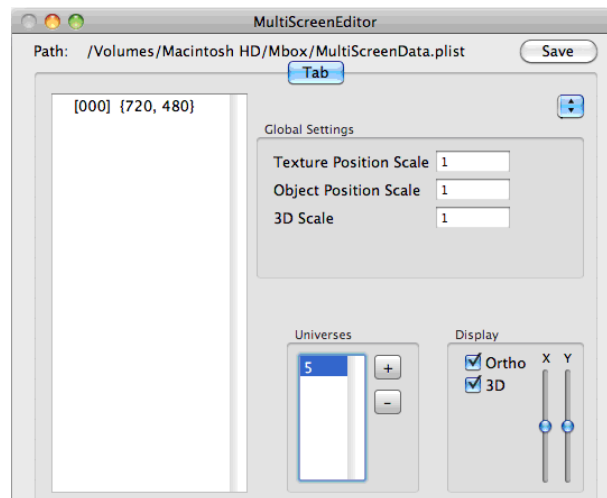 MultiScreenEditor
Path: /Volumes/Macintosh HD/Mbox/MultiScreenData.plist Save
Tab
[000] {720, 480}
Global Settings
Texture Position Scale 1
Object Position Scale 1
3D Scale 1
Universes
5
+
-
Display
Ortho X Y
3D